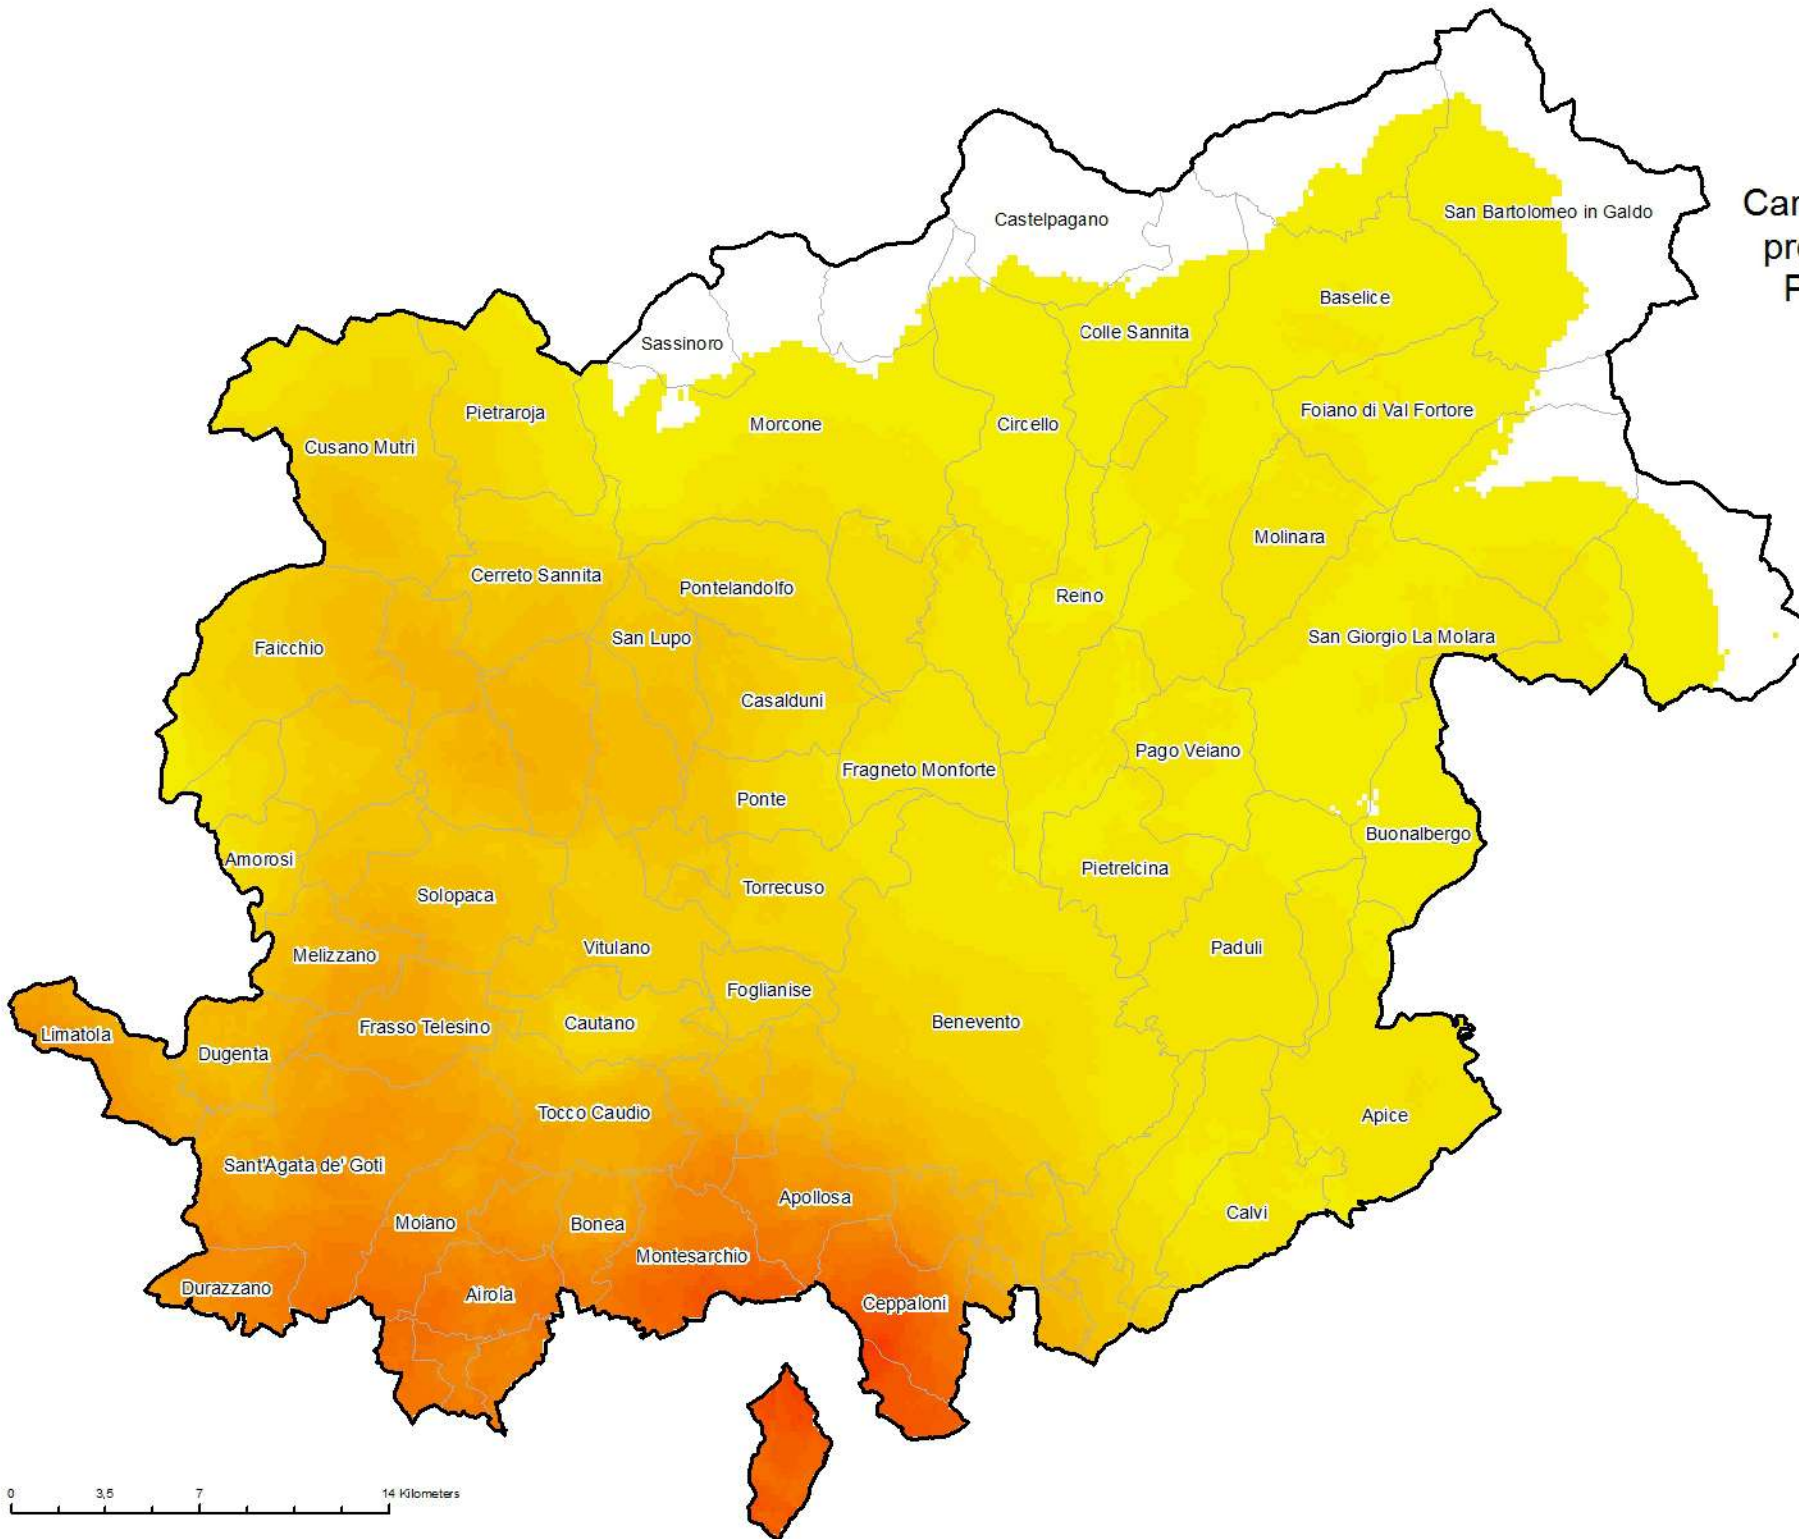 Castelpagano
San Bartolomeo in Galdo
Baselice
Colle Sannita
Sassinoro
Pietraroja
Morcone
Circello
Foiano di Val Fortore
Cusano Mutri
Molinara
Cerreto Sannita
Pontelandolfo
Reino
San Lupo
San Giorgio La Molara
Faicchio
Casalduni
Pago Veiano
Fragneto Monforte
Ponte
Buonalbergo
Amorosi
Pietrelcina
Torrecuso
Solopaca
Vitulano
Paduli
Melizzano
Foglianise
Cautano
Benevento
Frasso Telesino
Limatola
Dugenta
Tocco Caudio
Apice
Sant'Agata de' Goti
Apollosa
Calvi
Moiano
Bonea
Montesarchio
Durazzano
Airola
Ceppaloni
0 3,5 7 14 Kilometers